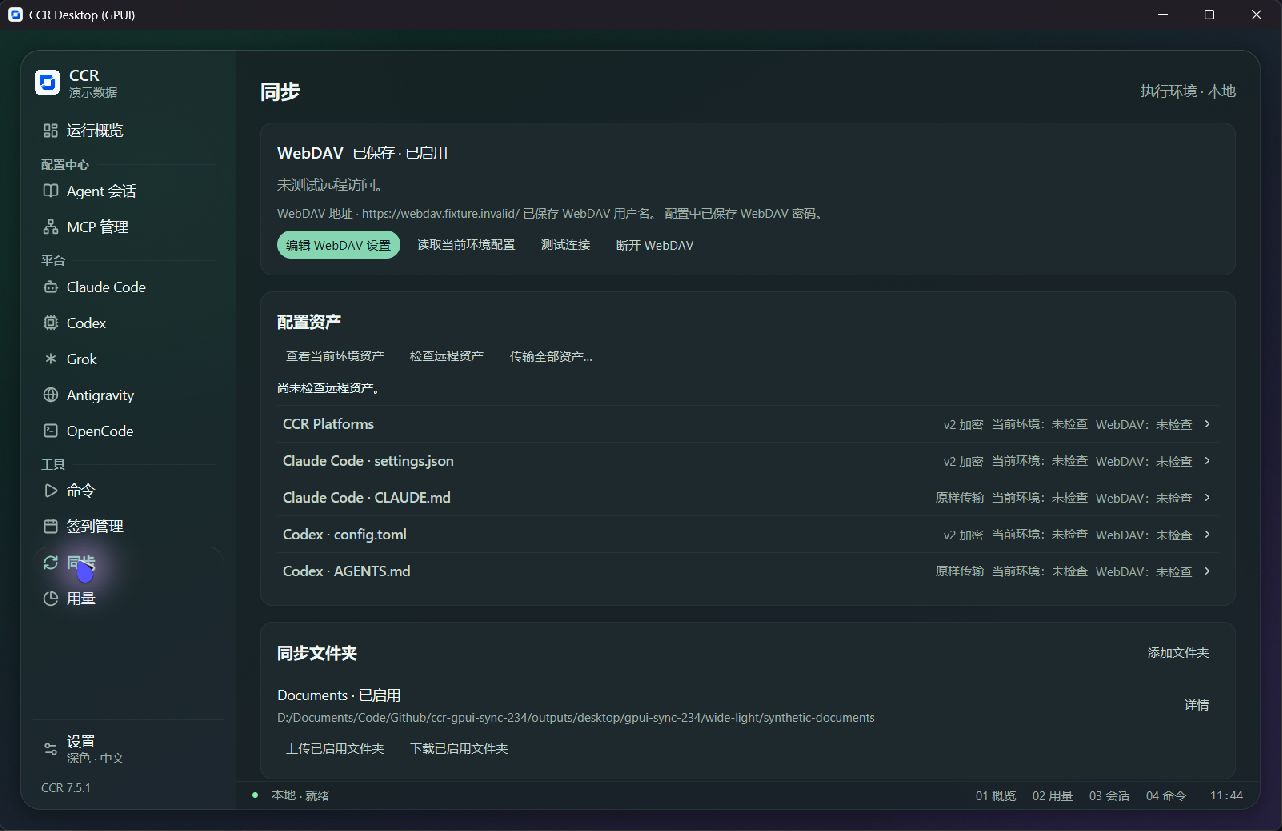 CCR Desktop (GPUI)
CCR
演示数据
运行概览
配置中心
Agent 会话
MCP 管理
平台
Claude Code
Codex
Grok
Antigravity
OpenCode
工具
命令
签到管理
同步
用量
设置
深色 · 中文
CCR 7.5.1
同步
执行环境 · 本地
WebDAV 已保存 · 已启用
未测试远程访问。
WebDAV 地址 · https://webdav.fixture.invalid/ 已保存 WebDAV 用户名。 配置中已保存 WebDAV 密码。
编辑 WebDAV 设置 读取当前环境配置 测试连接 断开 WebDAV
配置资产
查看当前环境资产 检查远程资产 传输全部资产...
尚未检查远程资产。
CCR Platforms v2 加密 当前环境：未检查 WebDAV：未检查
Claude Code · settings.json v2 加密 当前环境：未检查 WebDAV：未检查
Claude Code · CLAUDE.md 原样传输 当前环境：未检查 WebDAV：未检查
Codex · config.toml v2 加密 当前环境：未检查 WebDAV：未检查
Codex · AGENTS.md 原样传输 当前环境：未检查 WebDAV：未检查
同步文件夹 添加文件夹
Documents · 已启用
D:/Documents/Code/Github/ccr-gpui-sync-234/outputs/desktop/gpui-sync-234/wide-light/synthetic-documents
详情
上传已启用文件夹 下载已启用文件夹
本地 · 就绪 01 概览 02 用量 03 会话 04 命令 11:44